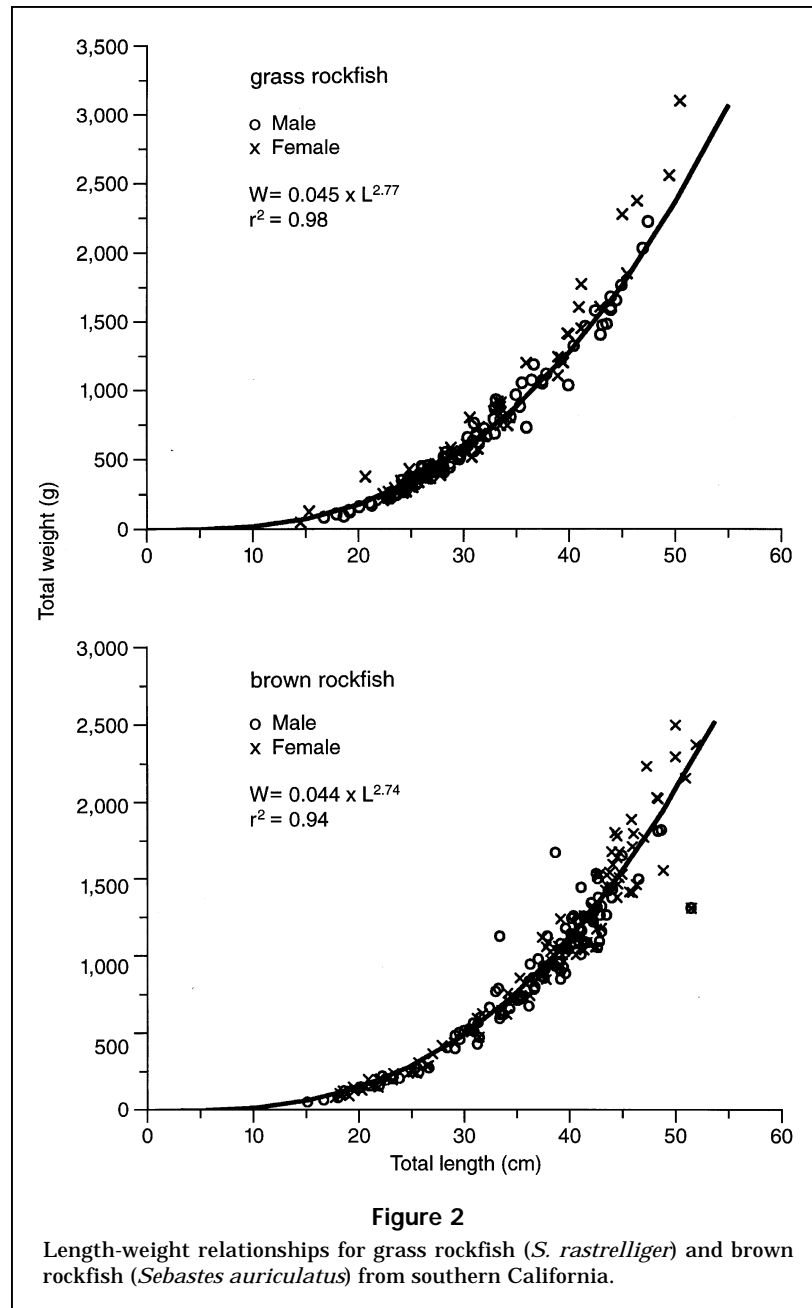 3,500
grass rockfish
3,000
o Male
x Female
2,500
W= 0.045 x L2.77
r2 = 0.98
2,000
1,500
1,000
500
0
0 10 20 30 40 50 60
Total weight (g)
3,000
brown rockfish
2,500
o Male
x Female
2,000
W= 0.044 x L2.74
r2 = 0.94
1,500
1,000
500
0
0 10 20 30 40 50 60
Total length (cm)
Figure 2
Length-weight relationships for grass rockfish (S. rastrelliger) and brown
rockfish (Sebastes auriculatus) from southern California.